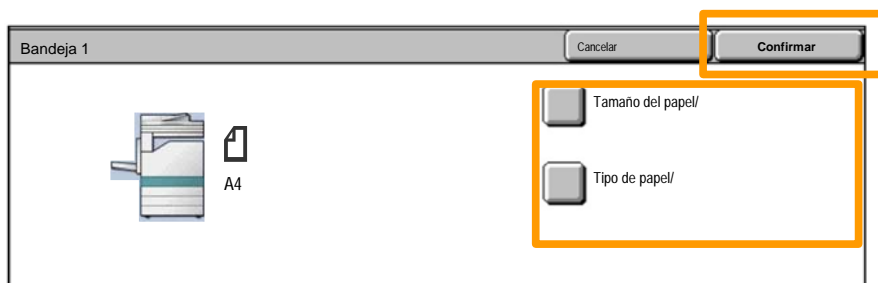 Bandeja 1
Cancelar
Confirmar
Tamaño del papel/
A4
Tipo de papel/